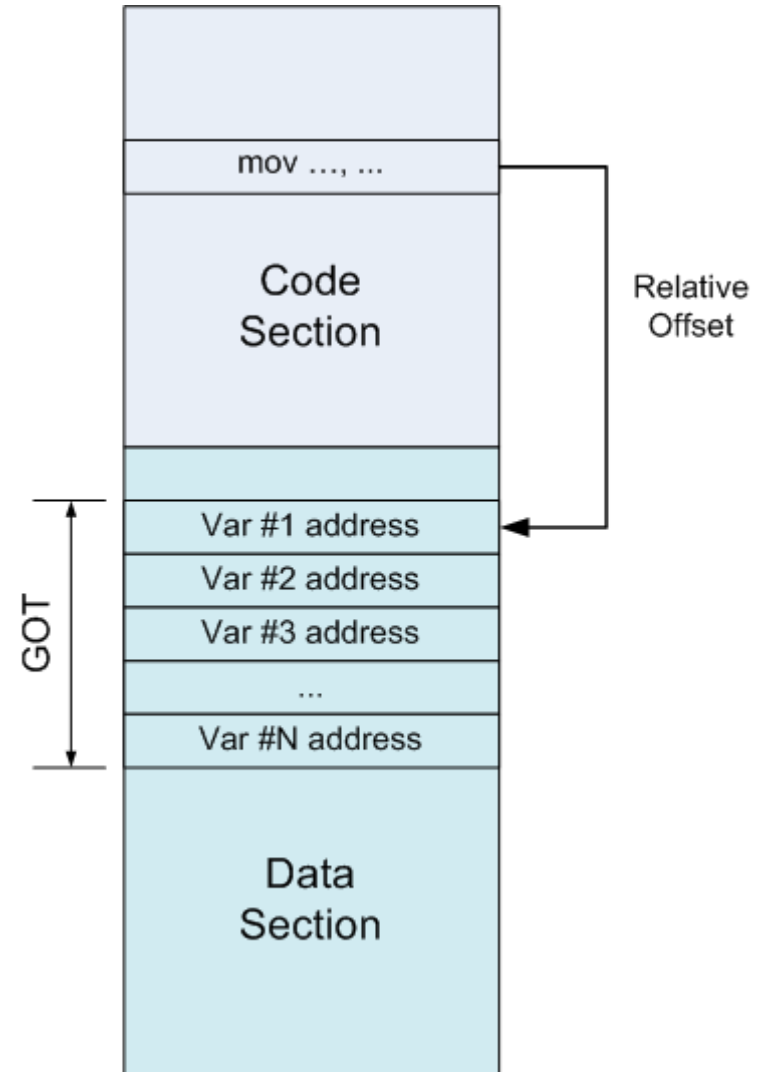 mov ..., ...
Code
Section
Relative
Offset
GOT
Var #1 address
Var #2 address
Var #3 address
...
Var #N address
Data
Section